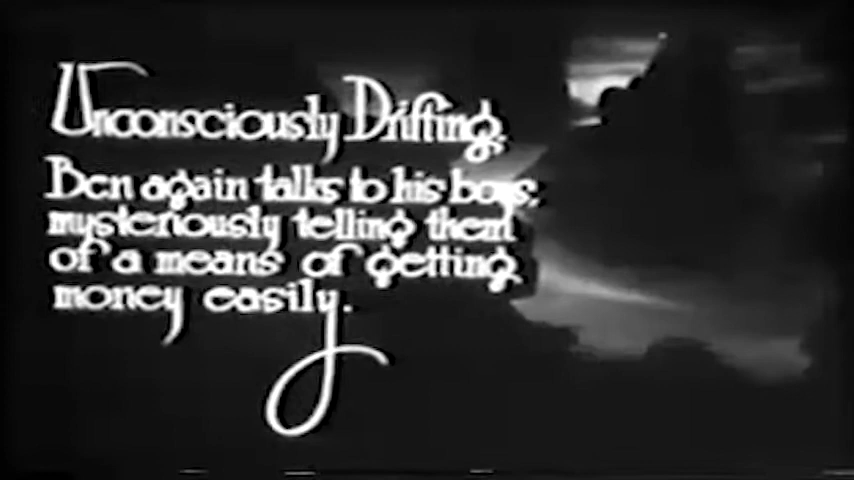 Unconsciously Drifting.
Ben again talks to his boys,
mysteriously telling them
of a means of getting
money easily.